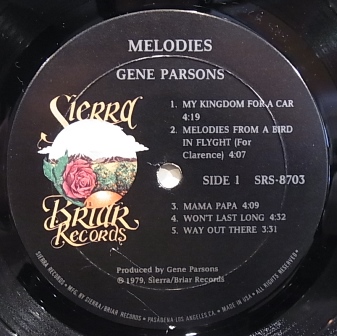 MELODIES
GENE PARSONS
Sierra
Briar
Records
1. MY KINGDOM FOR A CAR
4:19
2. MELODIES FROM A BIRD
IN FLYGHT (For
Clarence) 4:07
SIDE 1 SRS-8703
3. MAMA PAPA 4:09
4. WON'T LAST LONG 4:32
5. WAY OUT THERE 3:31
Produced by Gene Parsons
℗ 1979, Sierra/Briar Records
SIERRA RECORDS • MFG. BY SIERRA/BRIAR RECORDS • PASADENA LOS ANGELES, CA. • MADE IN USA • ALL RIGHTS RESERVED